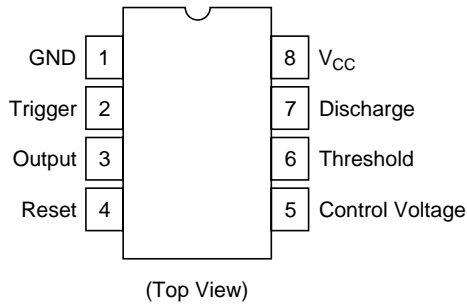 GND 1 8 VCC
Trigger 2 7 Discharge
Output 3 6 Threshold
Reset 4 5 Control Voltage
(Top View)